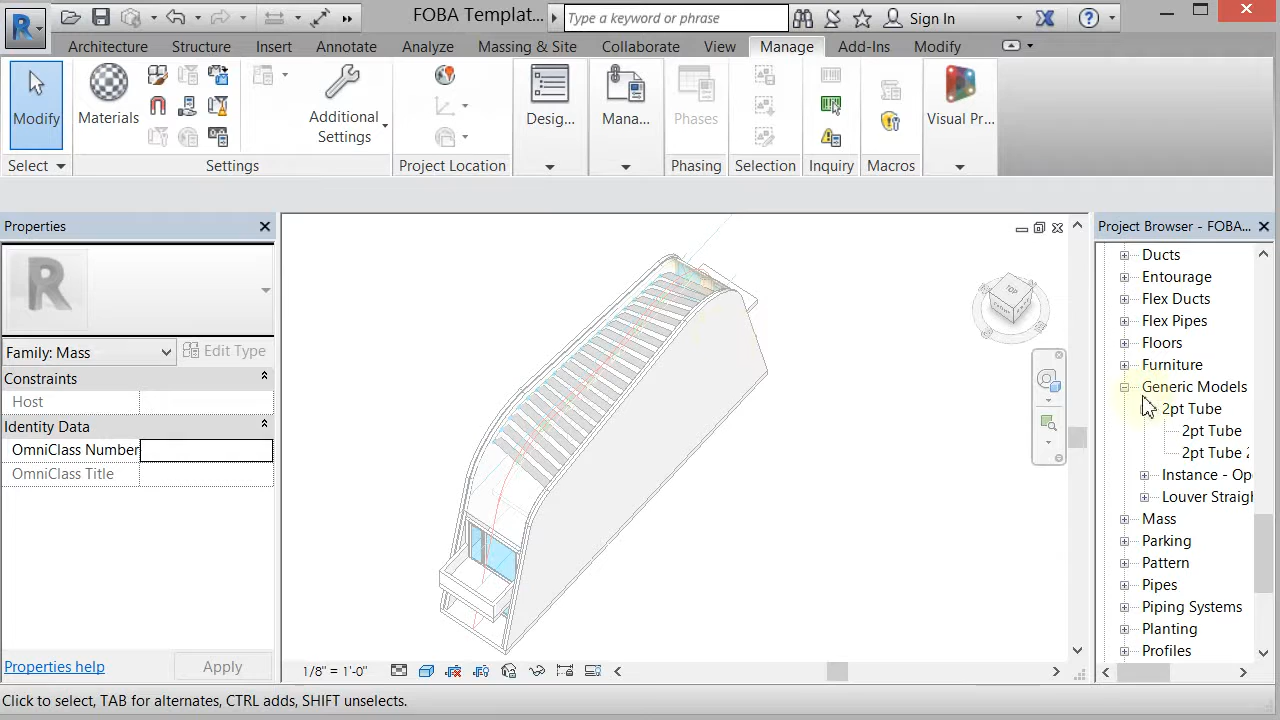 FOBA Templat...
Type a keyword or phrase
Sign In
Architecture
Structure
Insert
Annotate
Analyze
Massing & Site
Collaborate
View
Manage
Add-Ins
Modify
Modify
Materials
Additional
Settings
Desig...
Mana...
Phases
Visual Pr...
Select
Settings
Project Location
Phasing
Selection
Inquiry
Macros
Properties
Family: Mass
Edit Type
Constraints
Host
Identity Data
OmniClass Number
OmniClass Title
Properties help
Apply
TOP
1/8" = 1'-0"
Project Browser - FOBA...
Ducts
Entourage
Flex Ducts
Flex Pipes
Floors
Furniture
Generic Models
2pt Tube
2pt Tube
2pt Tube 2
Instance - Op
Louver Straigh
Mass
Parking
Pattern
Pipes
Piping Systems
Planting
Profiles
Click to select, TAB for alternates, CTRL adds, SHIFT unselects.